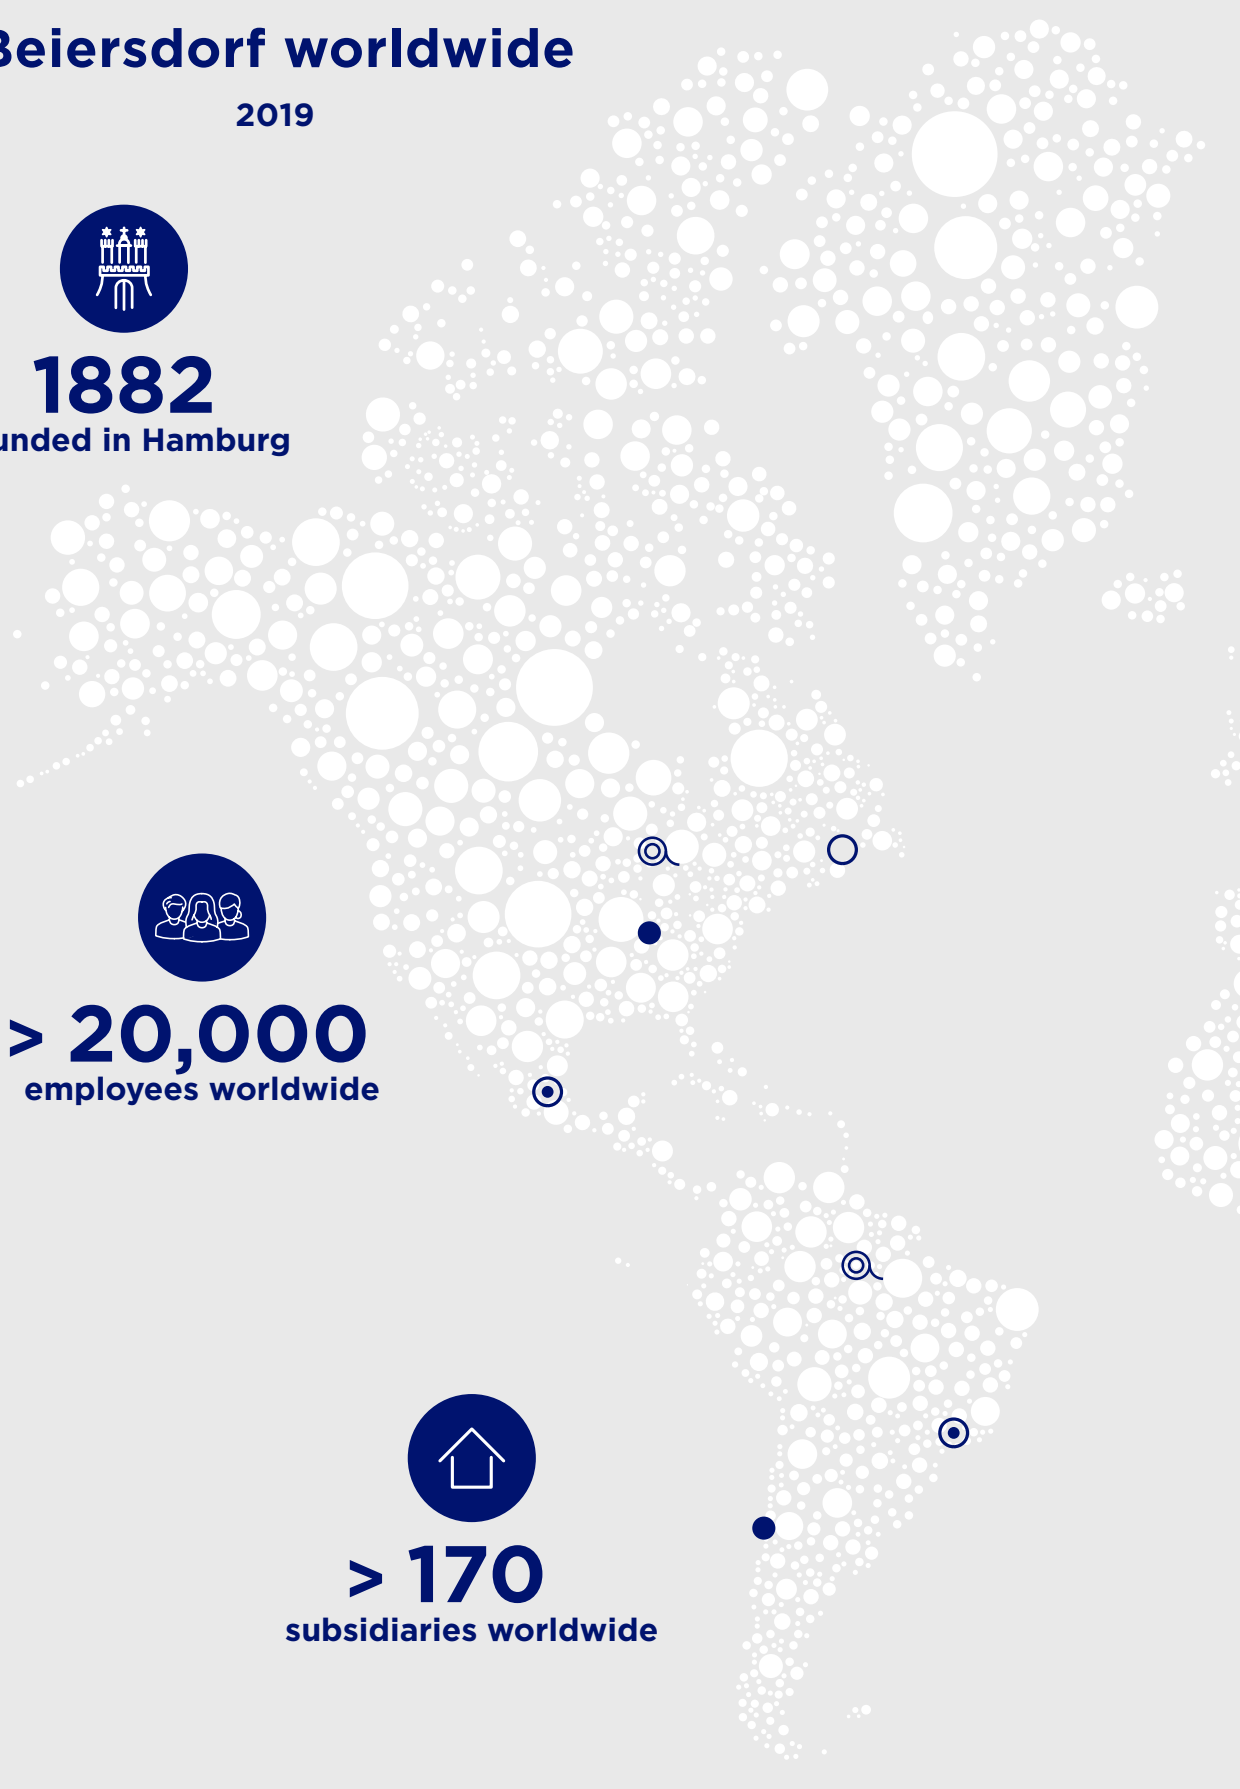 Beiersdorf worldwide
2019
1882
unded in Hamburg
> 20,000
employees worldwide
> 170
subsidiaries worldwide